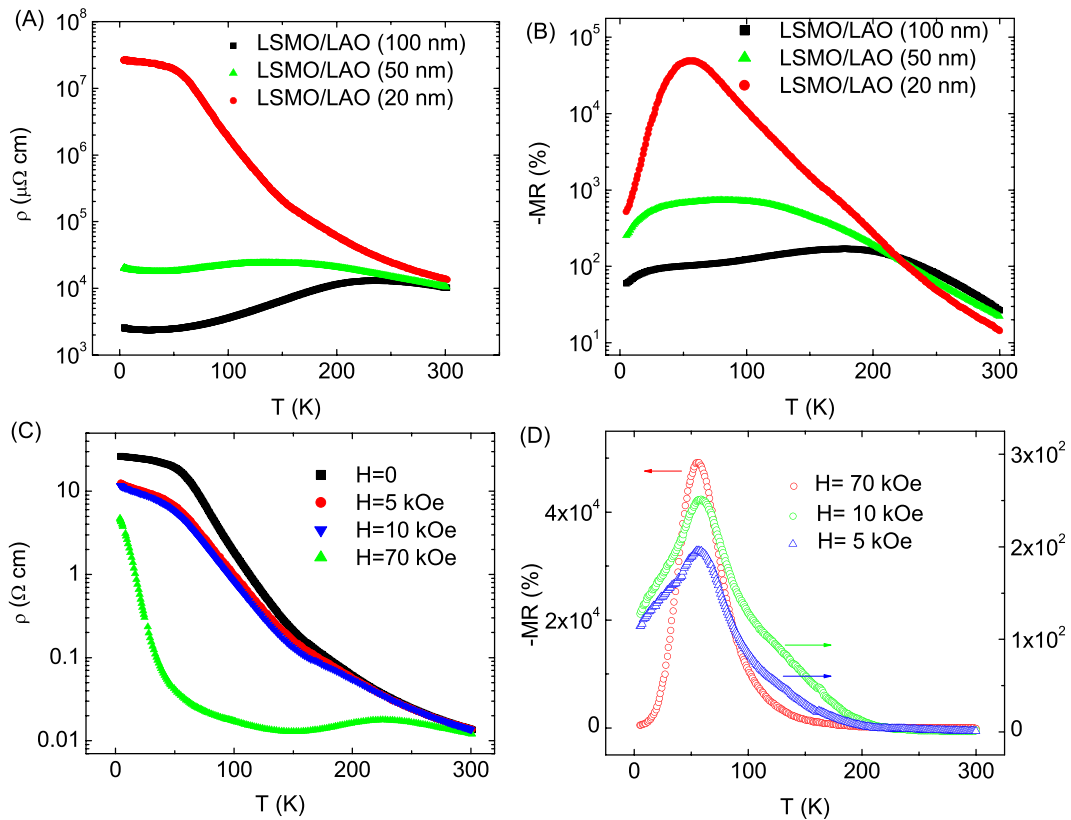 (A)
10^8
10^7
10^6
10^5
10^4
10^3
ρ (μΩ cm)
LSMO/LAO (100 nm)
LSMO/LAO (50 nm)
LSMO/LAO (20 nm)
0 100 200 300
T (K)
(B)
10^5
10^4
10^3
10^2
10^1
-MR (%)
LSMO/LAO (100 nm)
LSMO/LAO (50 nm)
LSMO/LAO (20 nm)
0 100 200 300
T (K)
(C)
10
1
0.1
0.01
ρ (Ω cm)
H=0
H=5 kOe
H=10 kOe
H=70 kOe
0 100 200 300
T (K)
(D)
4x10^4
2x10^4
0
-MR (%)
H= 70 kOe
H= 10 kOe
H= 5 kOe
3x10^2
2x10^2
1x10^2
0
0 100 200 300
T (K)